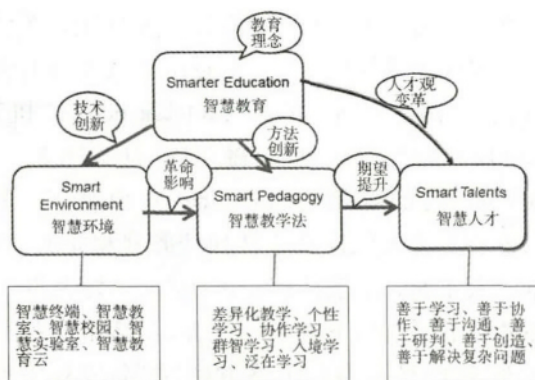 教育
理念
Smarter Education
智慧教育
人才观
变革
技术
创新
方法
创新
革命
影响
期望
提升
Smart
Environment
智慧环境
Smart Pedagogy
智慧教学法
Smart Talents
智慧人才
智慧终端、智慧教
室、智慧校园、智
慧实验室、智慧教
育云
差异化教学、个性
学习、协作学习、
群智学习、入境学
习、泛在学习
善于学习、善于协
作、善于沟通、善
于研判、善于创造、
善于解决复杂问题